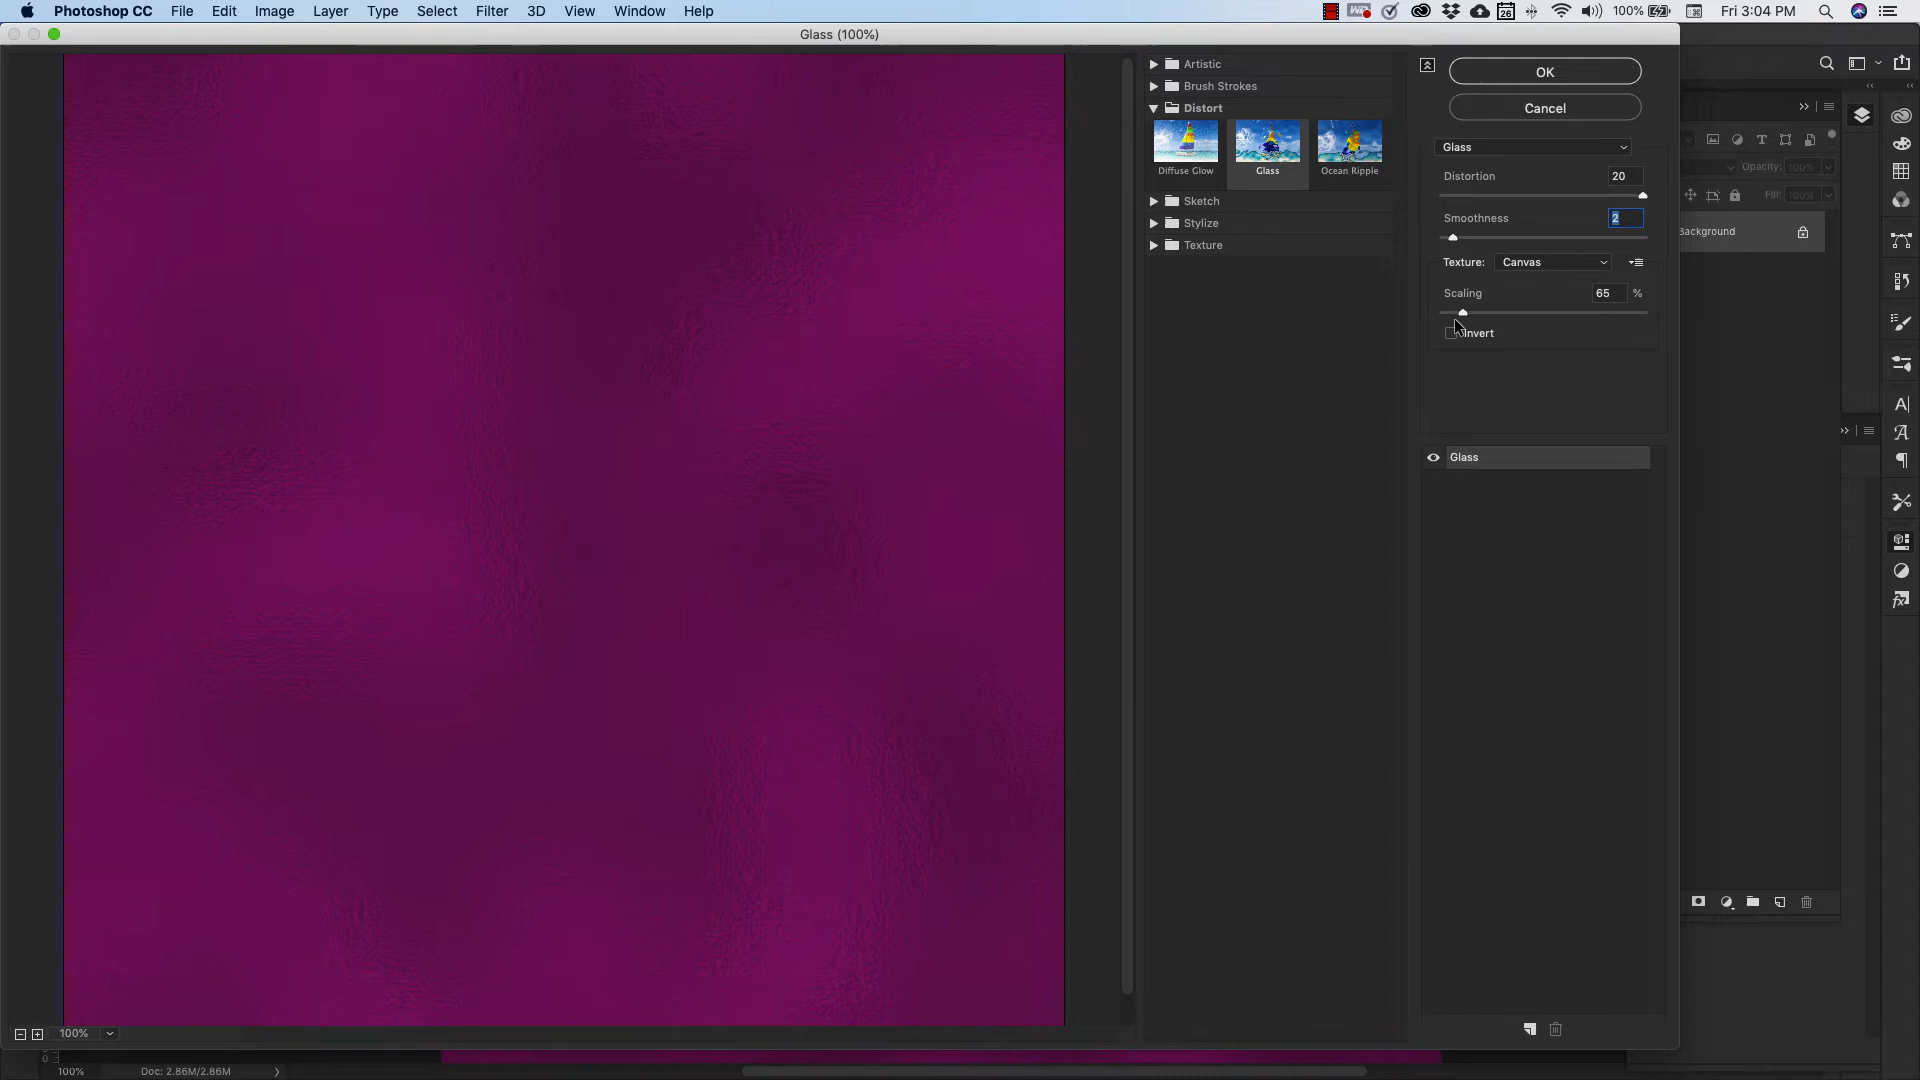 Photoshop CC File Edit Image Layer Type Select Filter 3D View Window Help 100% Fri 3:04 PM
Glass (100%)
Artistic
Brush Strokes
Distort
Diffuse Glow Glass Ocean Ripple
Sketch
Stylize
Texture
OK
Cancel
Glass
Distortion 20
Smoothness 2
Texture: Canvas
Scaling 65 %
Invert
Glass
Opacity: 100%
Fill: 100%
Background
100%
100% Doc: 2.86M/2.86M